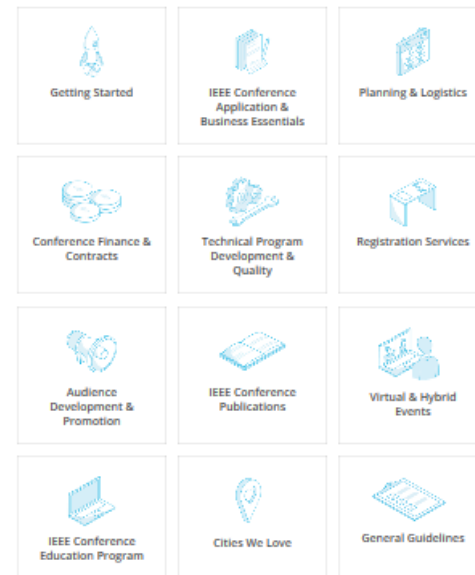 Getting Started
IEEE Conference
Application &
Business Essentials
Planning & Logistics
Conference Finance &
Contracts
Technical Program
Development &
Quality
Registration Services
Audience
Development &
Promotion
IEEE Conference
Publications
Virtual & Hybrid
Events
IEEE Conference
Education Program
Cities We Love
General Guidelines